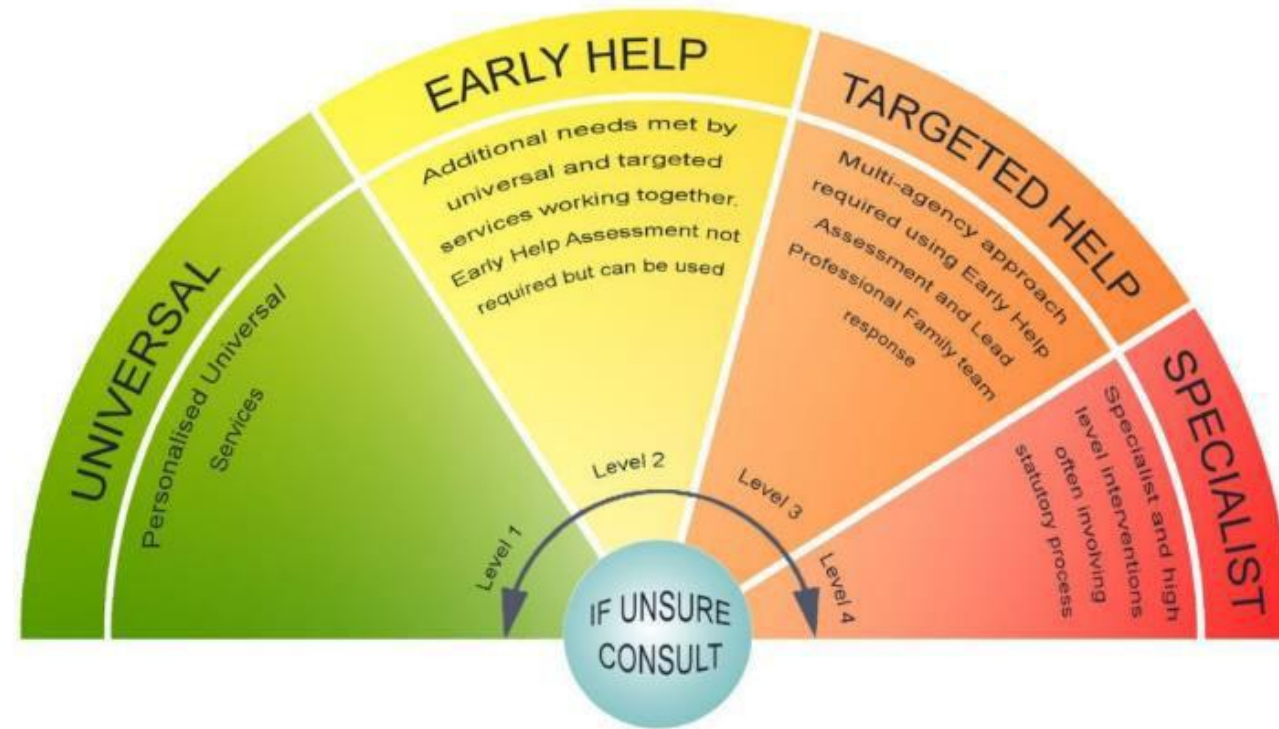 UNIVERSAL
Personalised Universal
Services
Level 1
EARLY HELP
Additional needs met by
universal and targeted
services working together.
Early Help Assessment not
required but can be used
Level 2
TARGETED HELP
Multi-agency approach
required using Early Help
Assessment and Lead
Professional Family team
response
Level 3
SPECIALIST
Specialist and high
level interventions
often involving
statutory process
Level 4
IF UNSURE
CONSULT